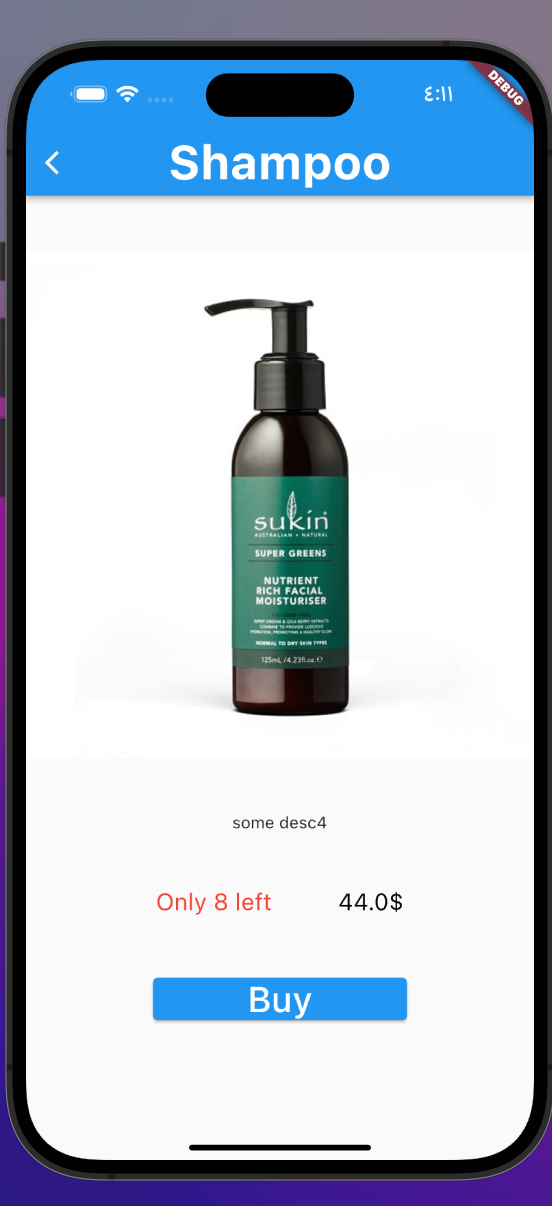 ٤:١١
DEBUG
Shampoo
sukin
AUSTRALIAN • NATURAL
SUPER GREENS
NUTRIENT
RICH FACIAL
MOISTURISER
SUPER GREENS & GOJI BERRY EXTRACTS
COMBINE TO PROVIDE LUSCIOUS
HYDRATION, PROMOTING A HEALTHY GLOW
NORMAL TO DRY SKIN TYPES
125mL /4.23fl.oz.℮
some desc4
Only 8 left
44.0$
Buy